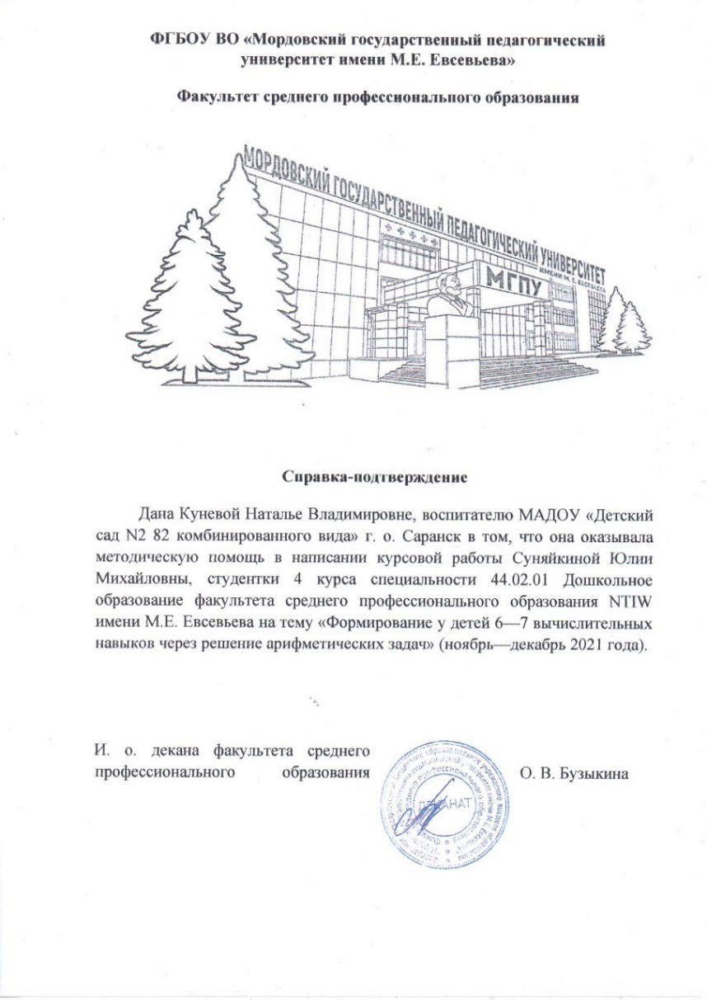 ФГБОУ ВО «Мордовский государственный педагогический
университет имени М.Е. Евсевьева»
Факультет среднего профессионального образования
МОРДОВСКИЙ ГОСУДАРСТВЕННЫЙ ПЕДАГОГИЧЕСКИЙ УНИВЕРСИТЕТ
ИМЕНИ М. Е. ЕВСЕВЬЕВА
МГПУ
Справка-подтверждение
Дана Куневой Наталье Владимировне, воспитателю МАДОУ «Детский
сад N2 82 комбинированного вида» г. о. Саранск в том, что она оказывала
методическую помощь в написании курсовой работы Суняйкиной Юлии
Михайловны, студентки 4 курса специальности 44.02.01 Дошкольное
образование факультета среднего профессионального образования NTIW
имени М.Е. Евсевьева на тему «Формирование у детей 6—7 вычислительных
навыков через решение арифметических задач» (ноябрь—декабрь 2021 года).
И. о. декана факультета среднего
профессионального образования
ДЕКАНАТ
О. В. Бузыкина